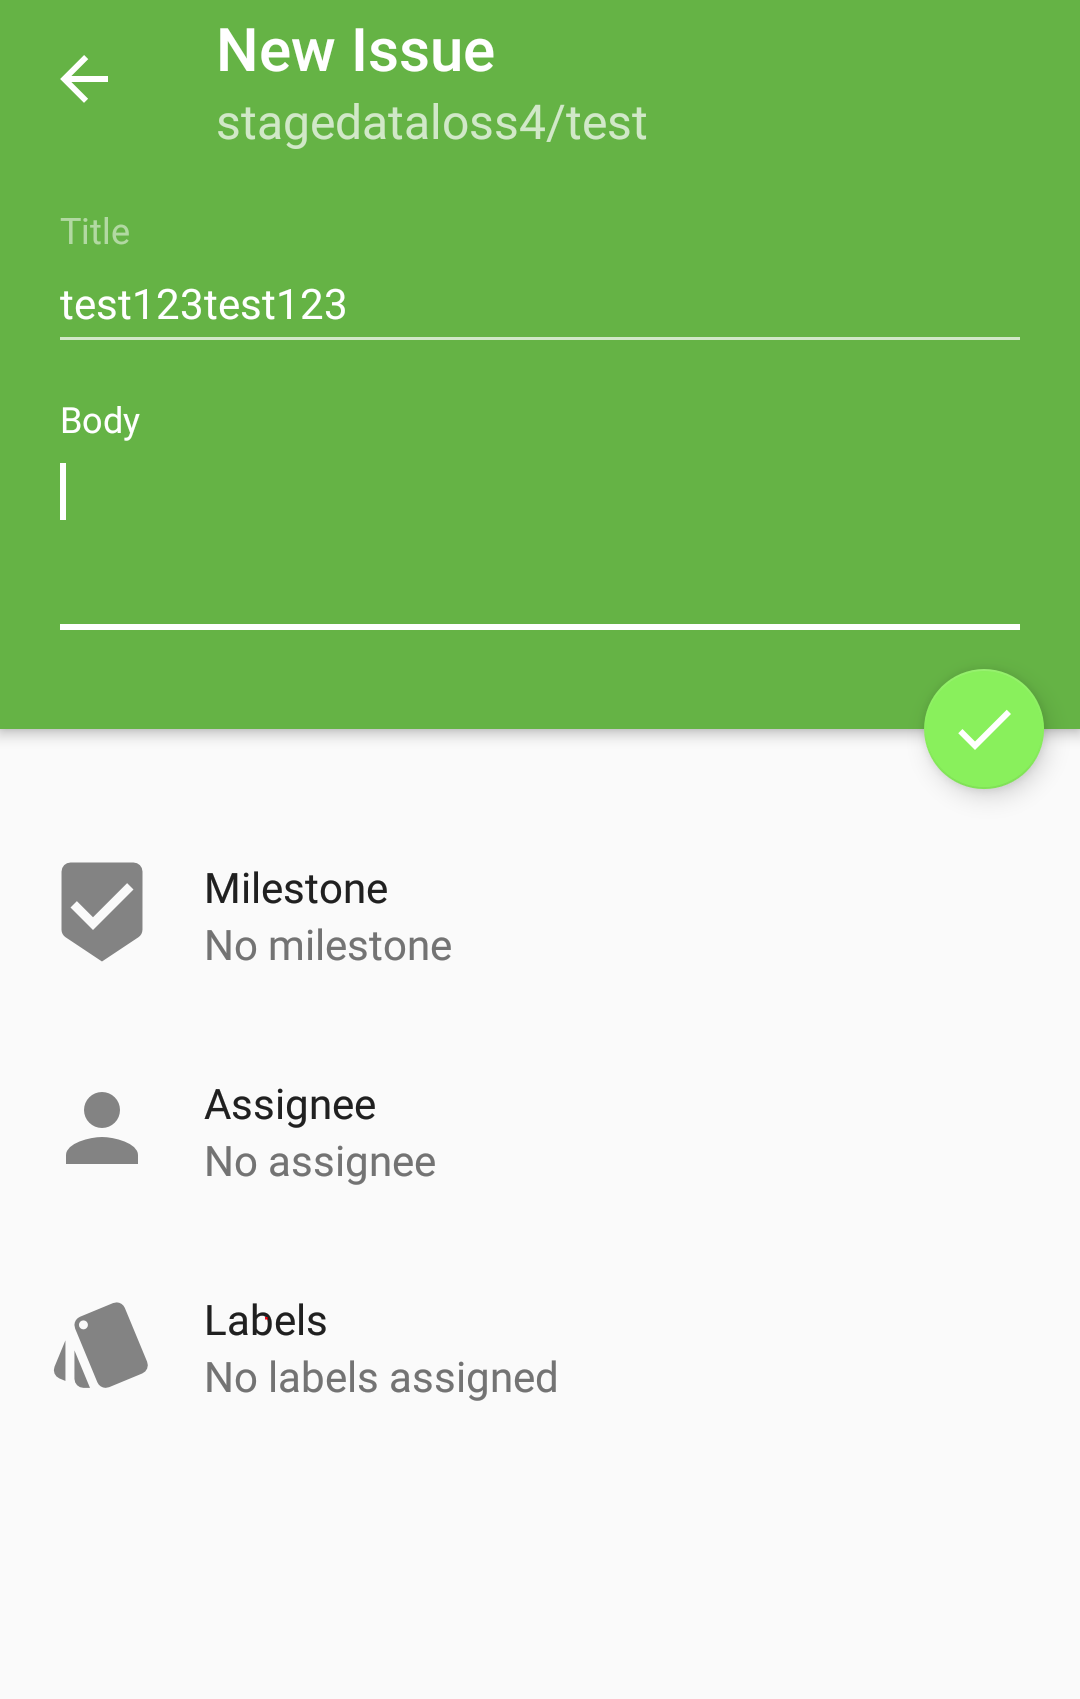 New Issue
stagedataloss4/test
Title
test123test123
Body
Milestone
No milestone
Assignee
No assignee
Labels
No labels assigned